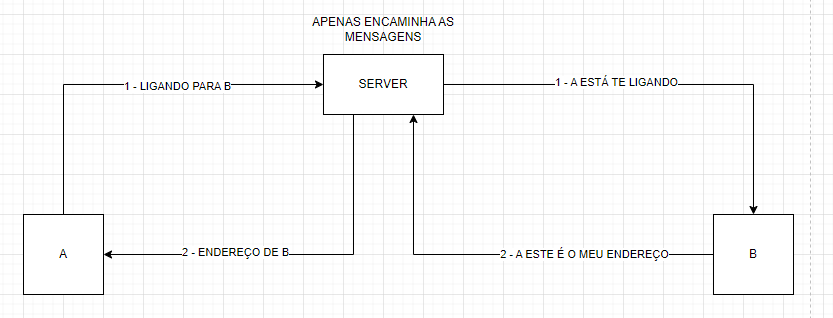 APENAS ENCAMINHA AS
MENSAGENS
SERVER
1 - LIGANDO PARA B
1 - A ESTÁ TE LIGANDO
2 - ENDEREÇO DE B
2 - A ESTE É O MEU ENDEREÇO
A
B